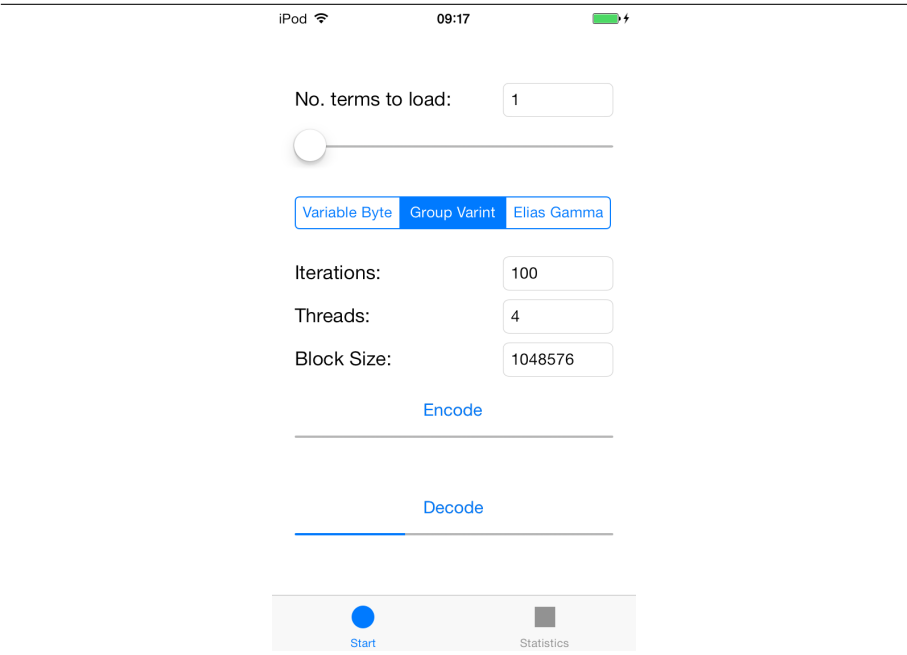 iPod 09:17
No. terms to load: 1
Variable Byte Group Varint Elias Gamma
Iterations: 100
Threads: 4
Block Size: 1048576
Encode
Decode
Start Statistics